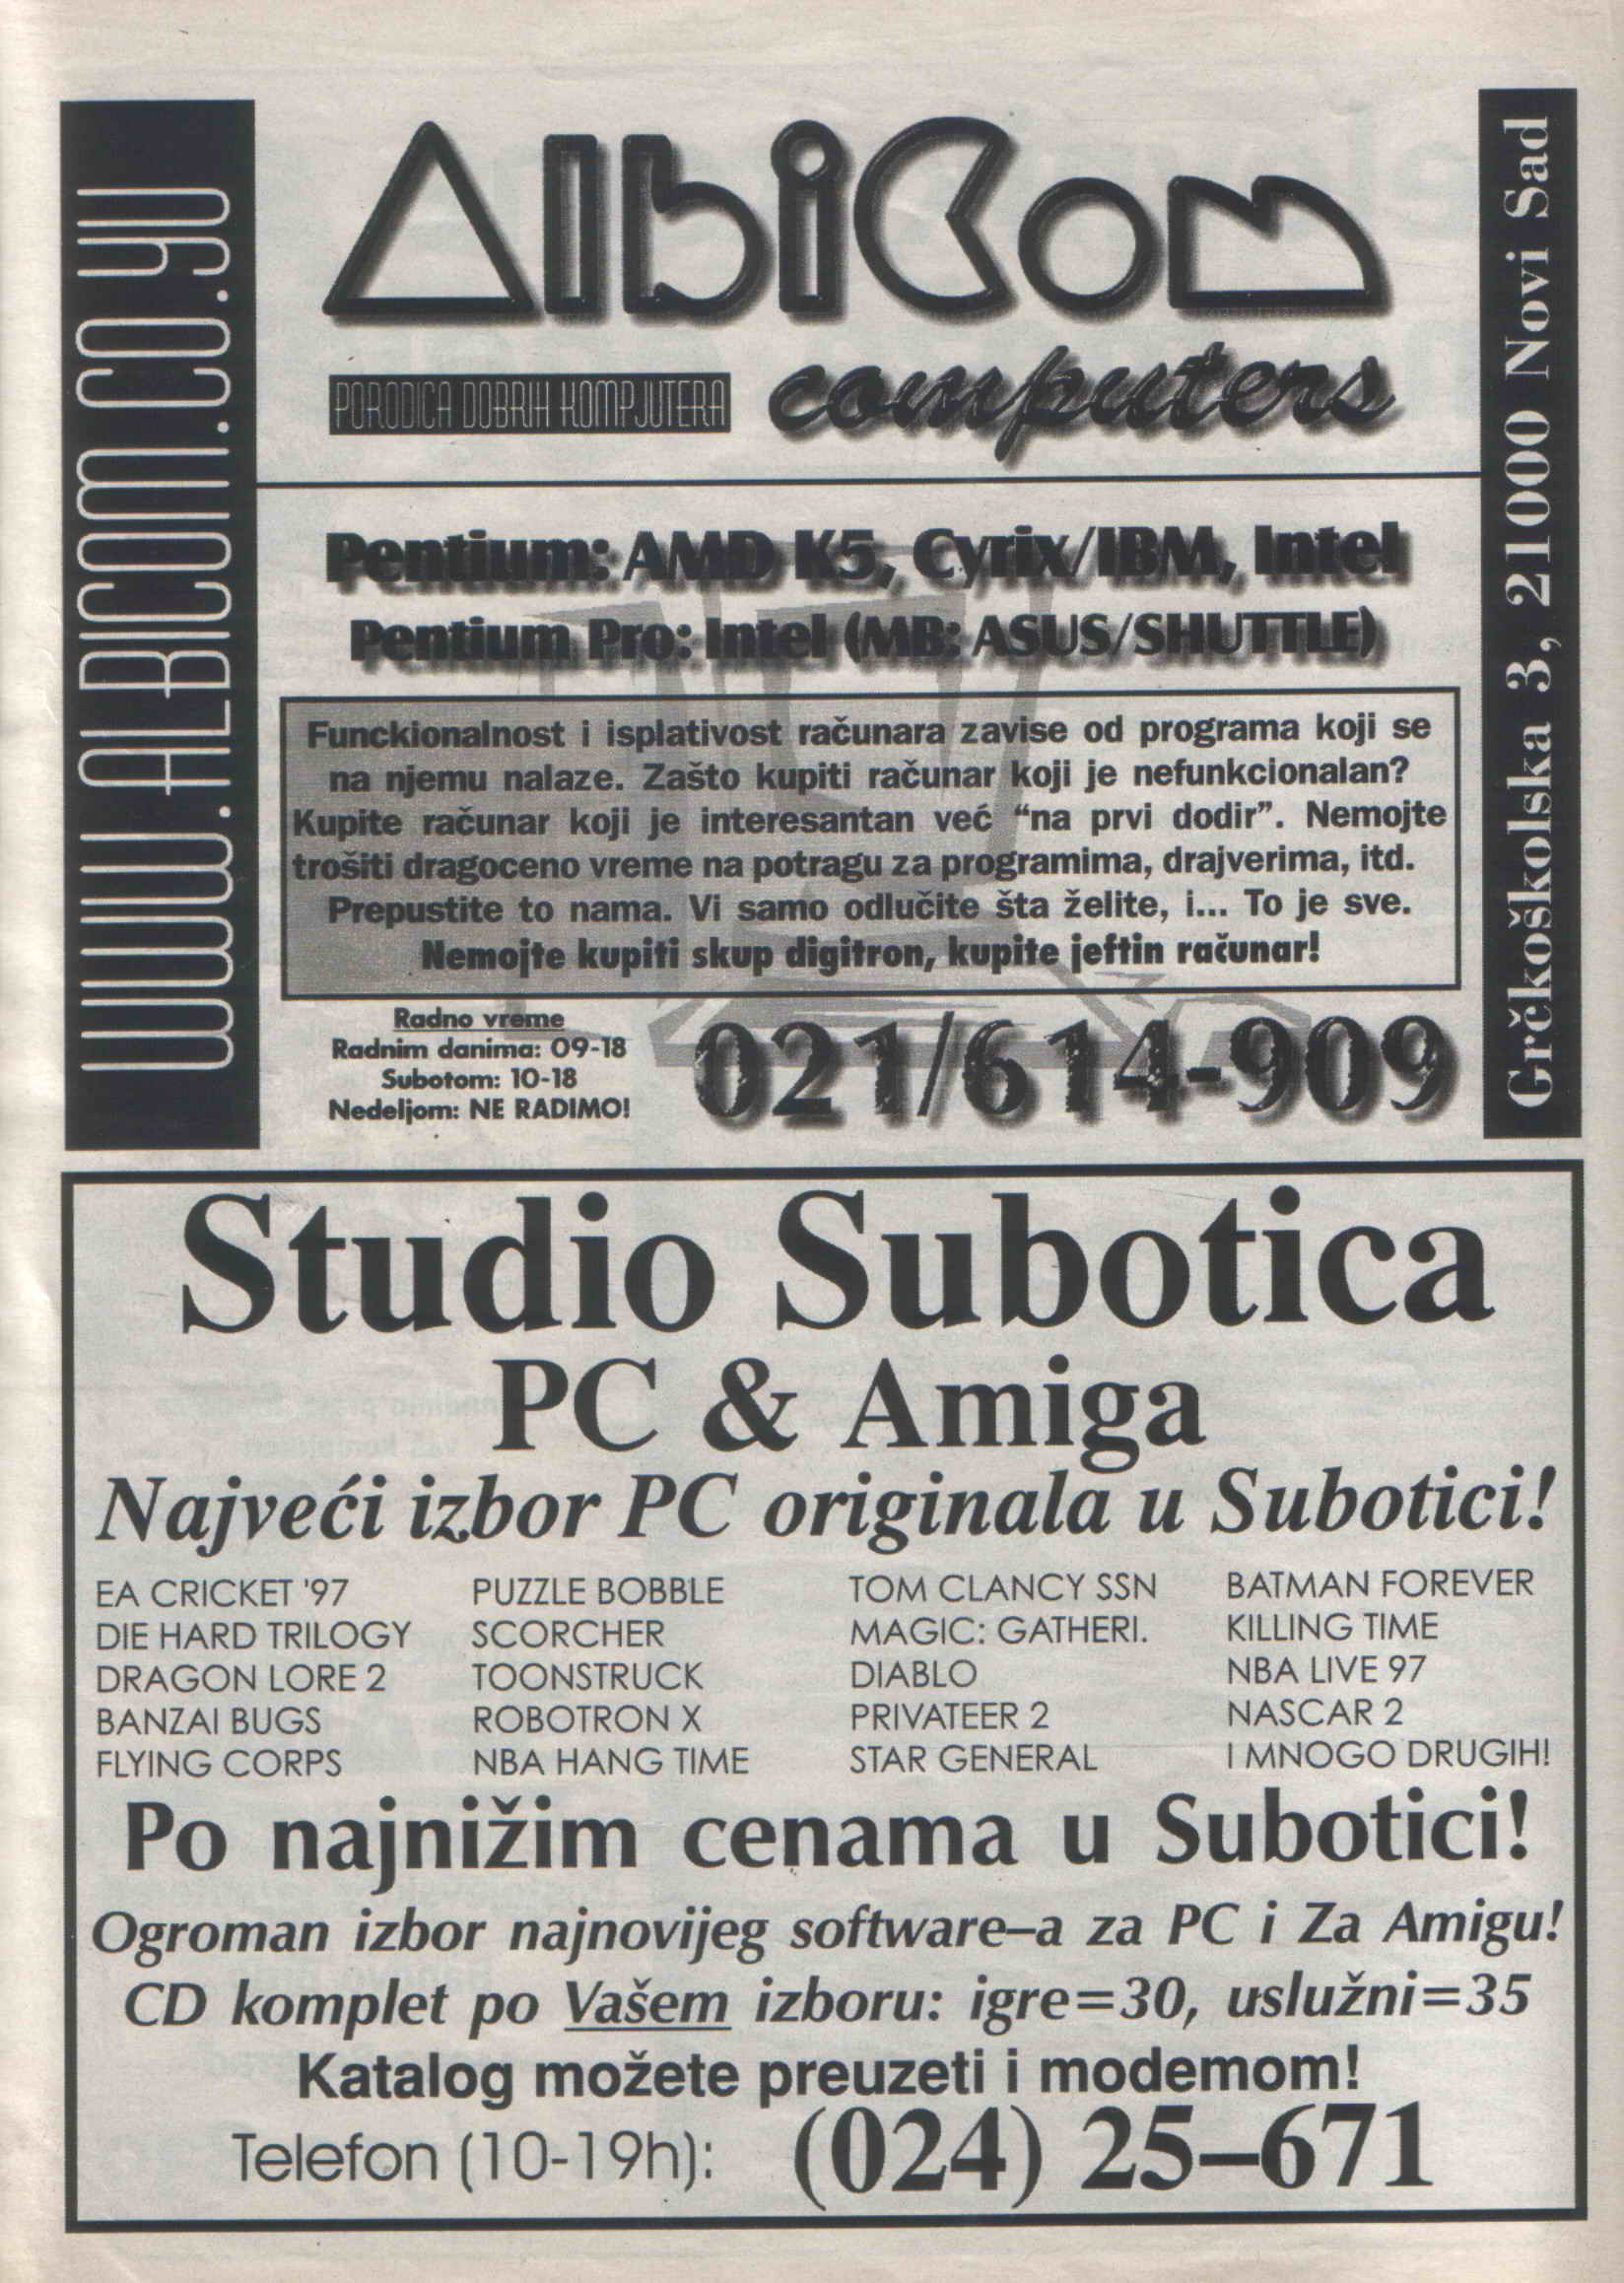 WWW.ALBICOM.CO.YU
AlbiCom
PORODICA DOBRIH KOMPJUTERA
computers
Grčkoškolska 3, 21000 Novi Sad
Pentium: AMD K5, Cyrix/IBM, Intel
Pentium Pro: Intel (MB: ASUS/SHUTTLE)
Funckionalnost i isplativost računara zavise od programa koji se
na njemu nalaze. Zašto kupiti računar koji je nefunkcionalan?
Kupite računar koji je interesantan već “na prvi dodir”. Nemojte
trošiti dragoceno vreme na potragu za programima, drajverima, itd.
Prepustite to nama. Vi samo odlučite šta želite, i... To je sve.
Nemojte kupiti skup digitron, kupite jeftin računar!
Radno vreme
Radnim danima: 09-18
Subotom: 10-18
Nedeljom: NE RADIMO!
021/614-909
Studio Subotica
PC & Amiga
Najveći izbor PC originala u Subotici!
EA CRICKET '97
DIE HARD TRILOGY
DRAGON LORE 2
BANZAI BUGS
FLYING CORPS
PUZZLE BOBBLE
SCORCHER
TOONSTRUCK
ROBOTRON X
NBA HANG TIME
TOM CLANCY SSN
MAGIC: GATHERI.
DIABLO
PRIVATEER 2
STAR GENERAL
BATMAN FOREVER
KILLING TIME
NBA LIVE 97
NASCAR 2
I MNOGO DRUGIH!
Po najnižim cenama u Subotici!
Ogroman izbor najnovijeg software–a za PC i Za Amigu!
CD komplet po Vašem izboru: igre=30, uslužni=35
Katalog možete preuzeti i modemom!
Telefon (10-19h): (024) 25–671